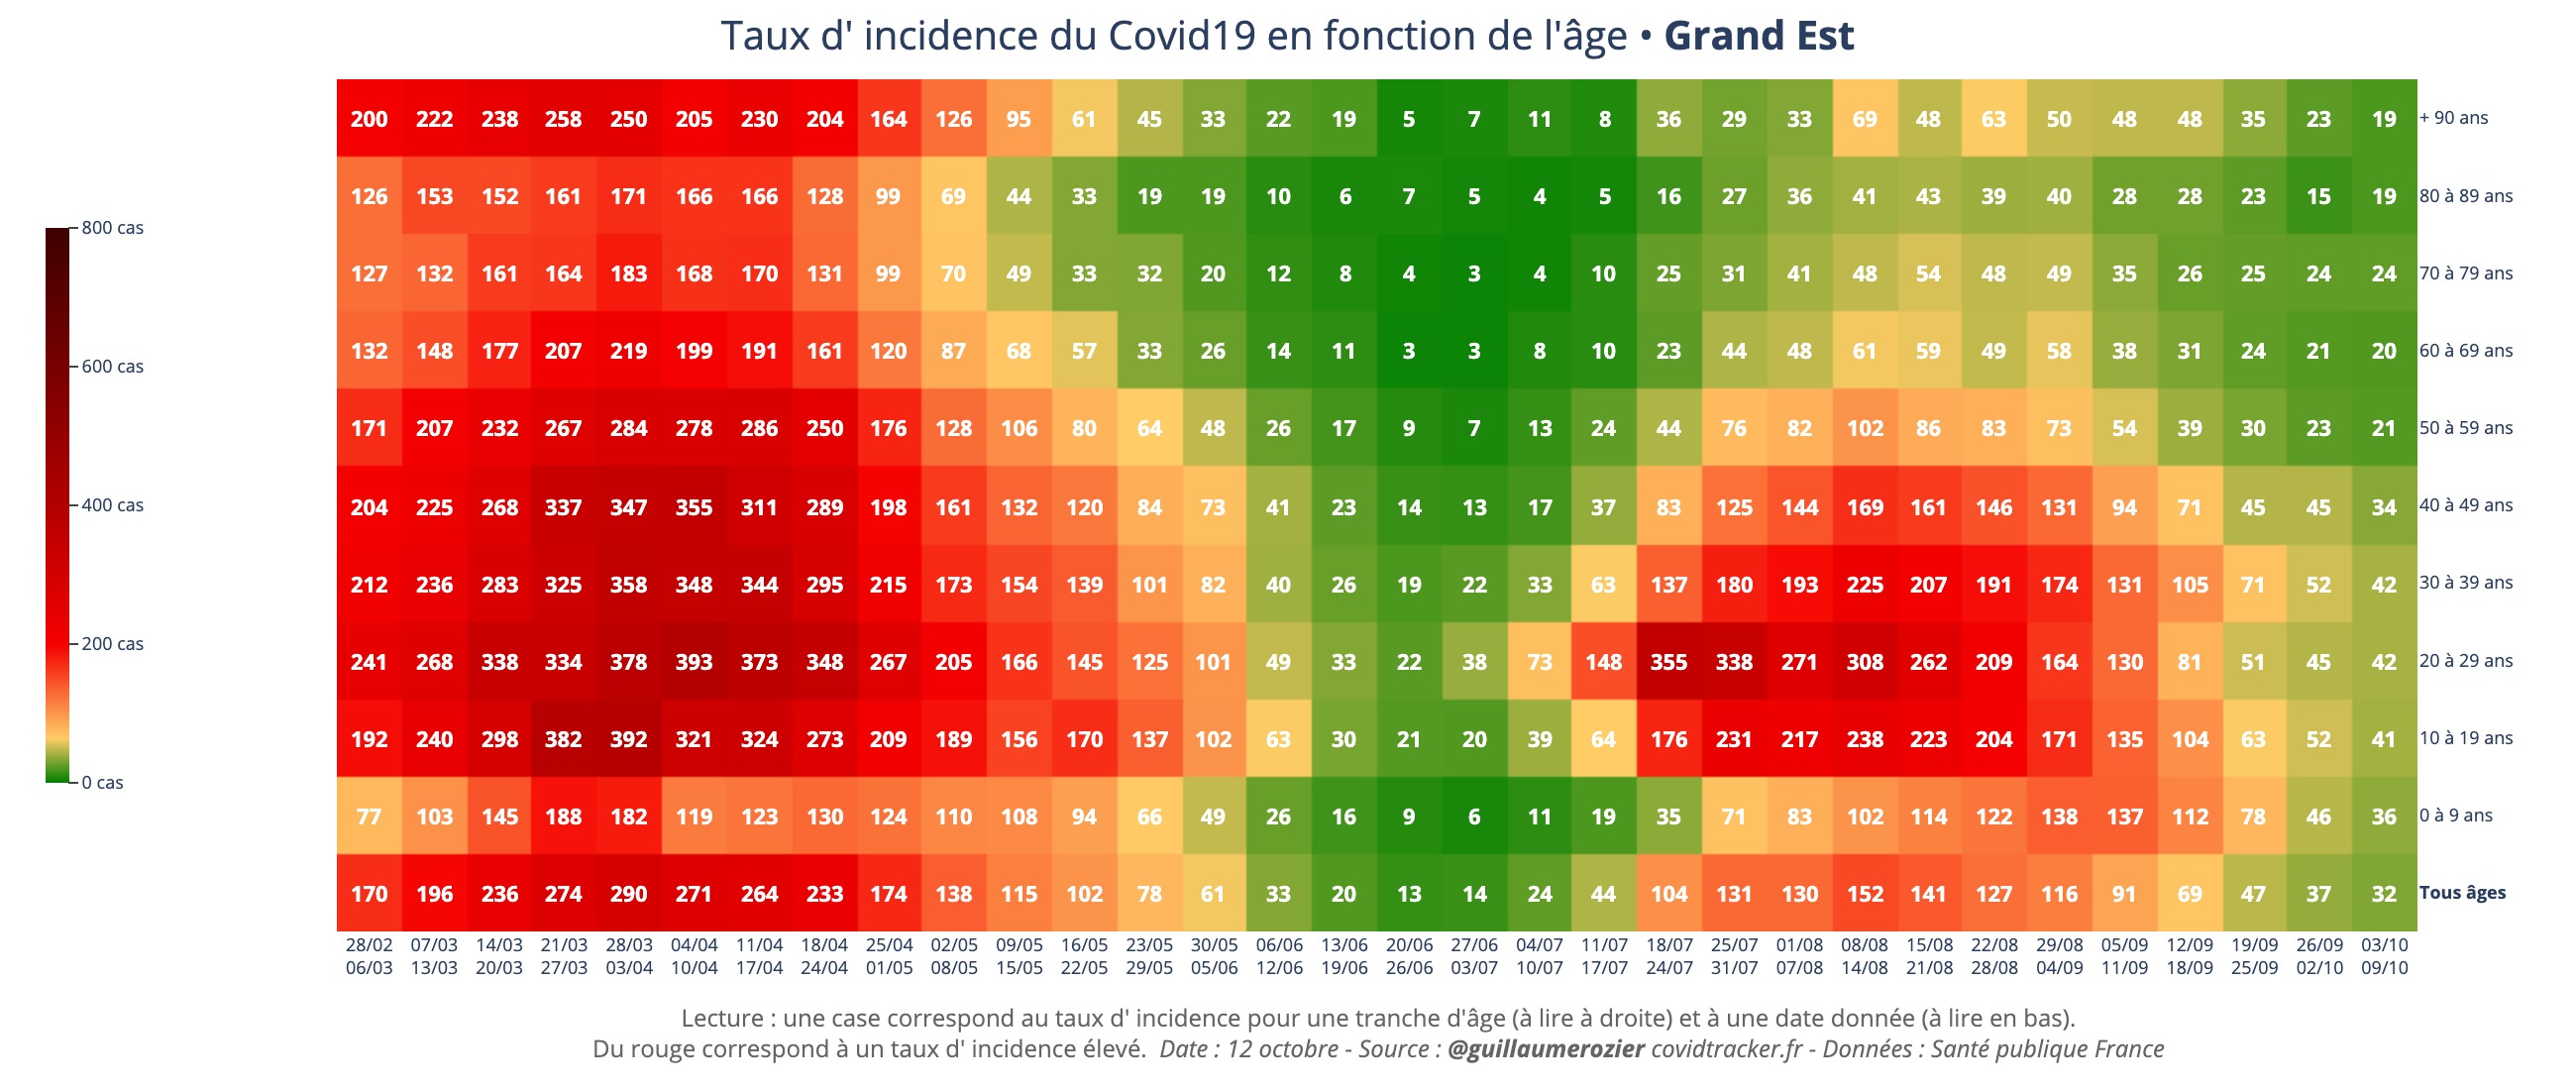 Taux d' incidence du Covid19 en fonction de l'âge • Grand Est
200 222 238 258 250 205 230 204 164 126 95 61 45 33 22 19 5 7 11 8 36 29 33 69 48 63 50 48 48 35 23 19 + 90 ans
126 153 152 161 171 166 166 128 99 69 44 33 19 19 10 6 7 5 4 5 16 27 36 41 43 39 40 28 28 23 15 19 80 à 89 ans
800 cas
127 132 161 164 183 168 170 131 99 70 49 33 32 20 12 8 4 3 4 10 25 31 41 48 54 48 49 35 26 25 24 24 70 à 79 ans
132 148 177 207 219 199 191 161 120 87 68 57 33 26 14 11 3 3 8 10 23 44 48 61 59 49 58 38 31 24 21 20 60 à 69 ans
600 cas
171 207 232 267 284 278 286 250 176 128 106 80 64 48 26 17 9 7 13 24 44 76 82 102 86 83 73 54 39 30 23 21 50 à 59 ans
400 cas
204 225 268 337 347 355 311 289 198 161 132 120 84 73 41 23 14 13 17 37 83 125 144 169 161 146 131 94 71 45 45 34 40 à 49 ans
212 236 283 325 358 348 344 295 215 173 154 139 101 82 40 26 19 22 33 63 137 180 193 225 207 191 174 131 105 71 52 42 30 à 39 ans
200 cas
241 268 338 334 378 393 373 348 267 205 166 145 125 101 49 33 22 38 73 148 355 338 271 308 262 209 164 130 81 51 45 42 20 à 29 ans
192 240 298 382 392 321 324 273 209 189 156 170 137 102 63 30 21 20 39 64 176 231 217 238 223 204 171 135 104 63 52 41 10 à 19 ans
0 cas
77 103 145 188 182 119 123 130 124 110 108 94 66 49 26 16 9 6 11 19 35 71 83 102 114 122 138 137 112 78 46 36 0 à 9 ans
170 196 236 274 290 271 264 233 174 138 115 102 78 61 33 20 13 14 24 44 104 131 130 152 141 127 116 91 69 47 37 32 Tous âges
28/02 07/03 14/03 21/03 28/03 04/04 11/04 18/04 25/04 02/05 09/05 16/05 23/05 30/05 06/06 13/06 20/06 27/06 04/07 11/07 18/07 25/07 01/08 08/08 15/08 22/08 29/08 05/09 12/09 19/09 26/09 03/10
06/03 13/03 20/03 27/03 03/04 10/04 17/04 24/04 01/05 08/05 15/05 22/05 29/05 05/06 12/06 19/06 26/06 03/07 10/07 17/07 24/07 31/07 07/08 14/08 21/08 28/08 04/09 11/09 18/09 25/09 02/10 09/10
Lecture : une case correspond au taux d' incidence pour une tranche d'âge (à lire à droite) et à une date donnée (à lire en bas).
Du rouge correspond à un taux d' incidence élevé. Date : 12 octobre - Source : @guillaumerozier covidtracker.fr - Données : Santé publique France